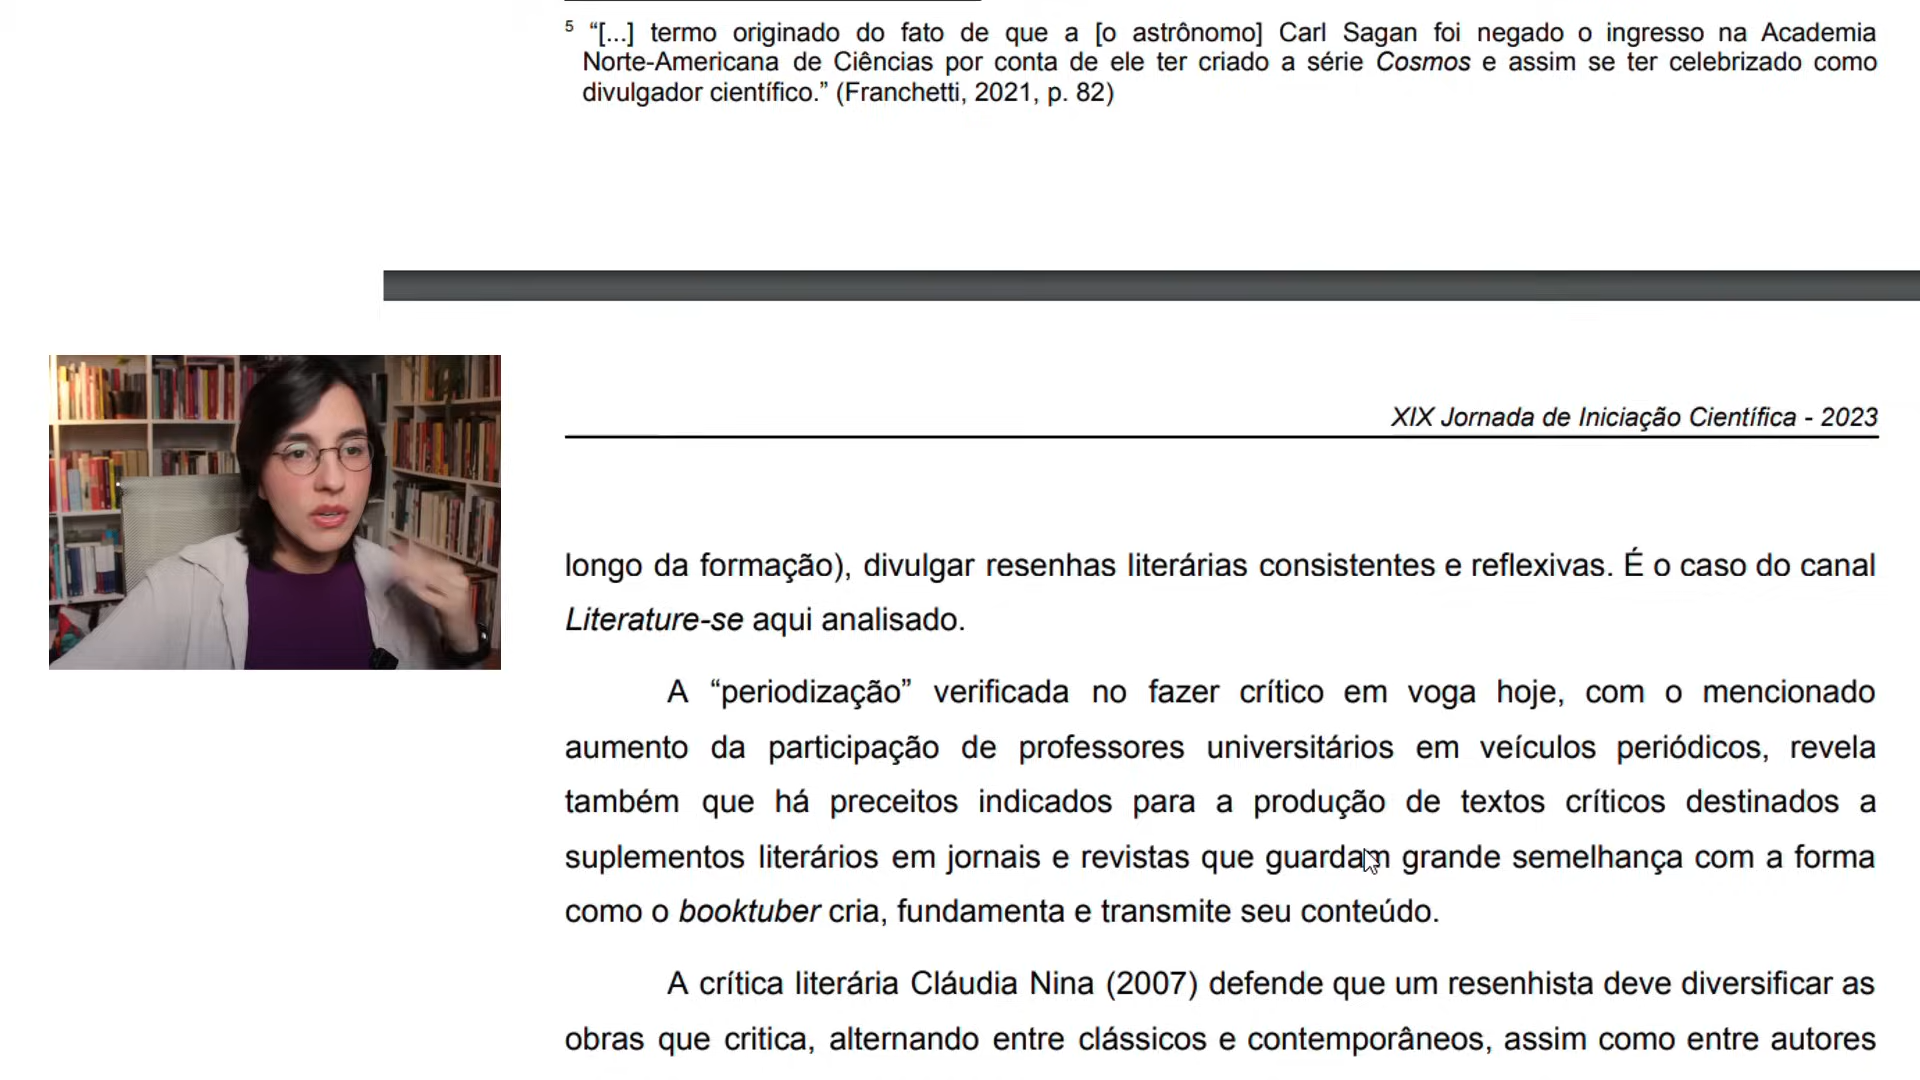 5 “[...] termo originado do fato de que a [o astrônomo] Carl Sagan foi negado o ingresso na Academia
Norte-Americana de Ciências por conta de ele ter criado a série Cosmos e assim se ter celebrizado como
divulgador científico.” (Franchetti, 2021, p. 82)
XIX Jornada de Iniciação Científica - 2023
longo da formação), divulgar resenhas literárias consistentes e reflexivas. É o caso do canal
Literature-se aqui analisado.
A “periodização” verificada no fazer crítico em voga hoje, com o mencionado
aumento da participação de professores universitários em veículos periódicos, revela
também que há preceitos indicados para a produção de textos críticos destinados a
suplementos literários em jornais e revistas que guardam grande semelhança com a forma
como o booktuber cria, fundamenta e transmite seu conteúdo.
A crítica literária Cláudia Nina (2007) defende que um resenhista deve diversificar as
obras que critica, alternando entre clássicos e contemporâneos, assim como entre autores